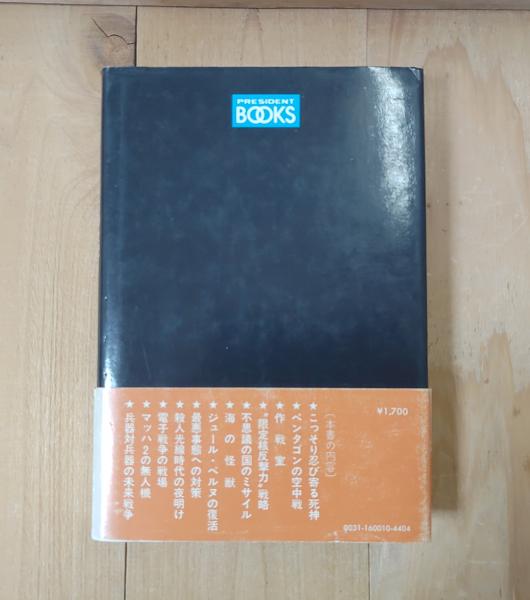 PRESIDENT
BOOKS
¥1,700
〔本書の内容〕
★こっそり忍び寄る死神
★ペンタゴンの空中戦
★作戦室
★“限定核反撃力”戦略
★不思議の国のミサイル
★海の怪獣
★ジュール・ベルヌの復活
★最悪事態への対策
★殺人光線時代の夜明け
★電子戦争の戦場
★マッハ2の無人機
★兵器対兵器の未来戦争
0031-160010-4404